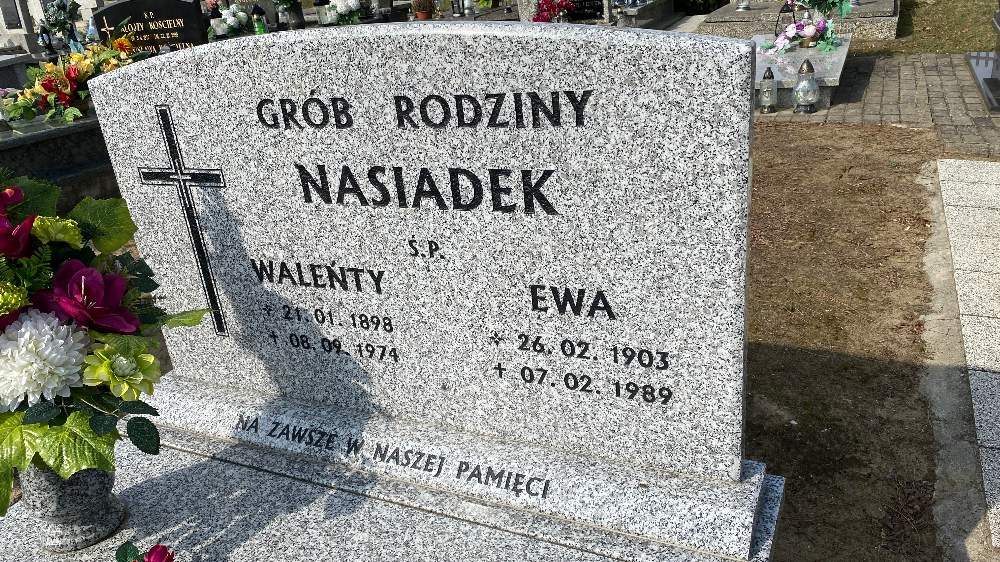 Ś.P.
GRÓB RODZINY
NASIADEK
Ś.P.
WALEŃTY
* 21. 01. 1898
+ 08. 09. 1974
EWA
* 26. 02. 1903
+ 07. 02. 1989
NA ZAWSZE W NASZEJ PAMIĘCI